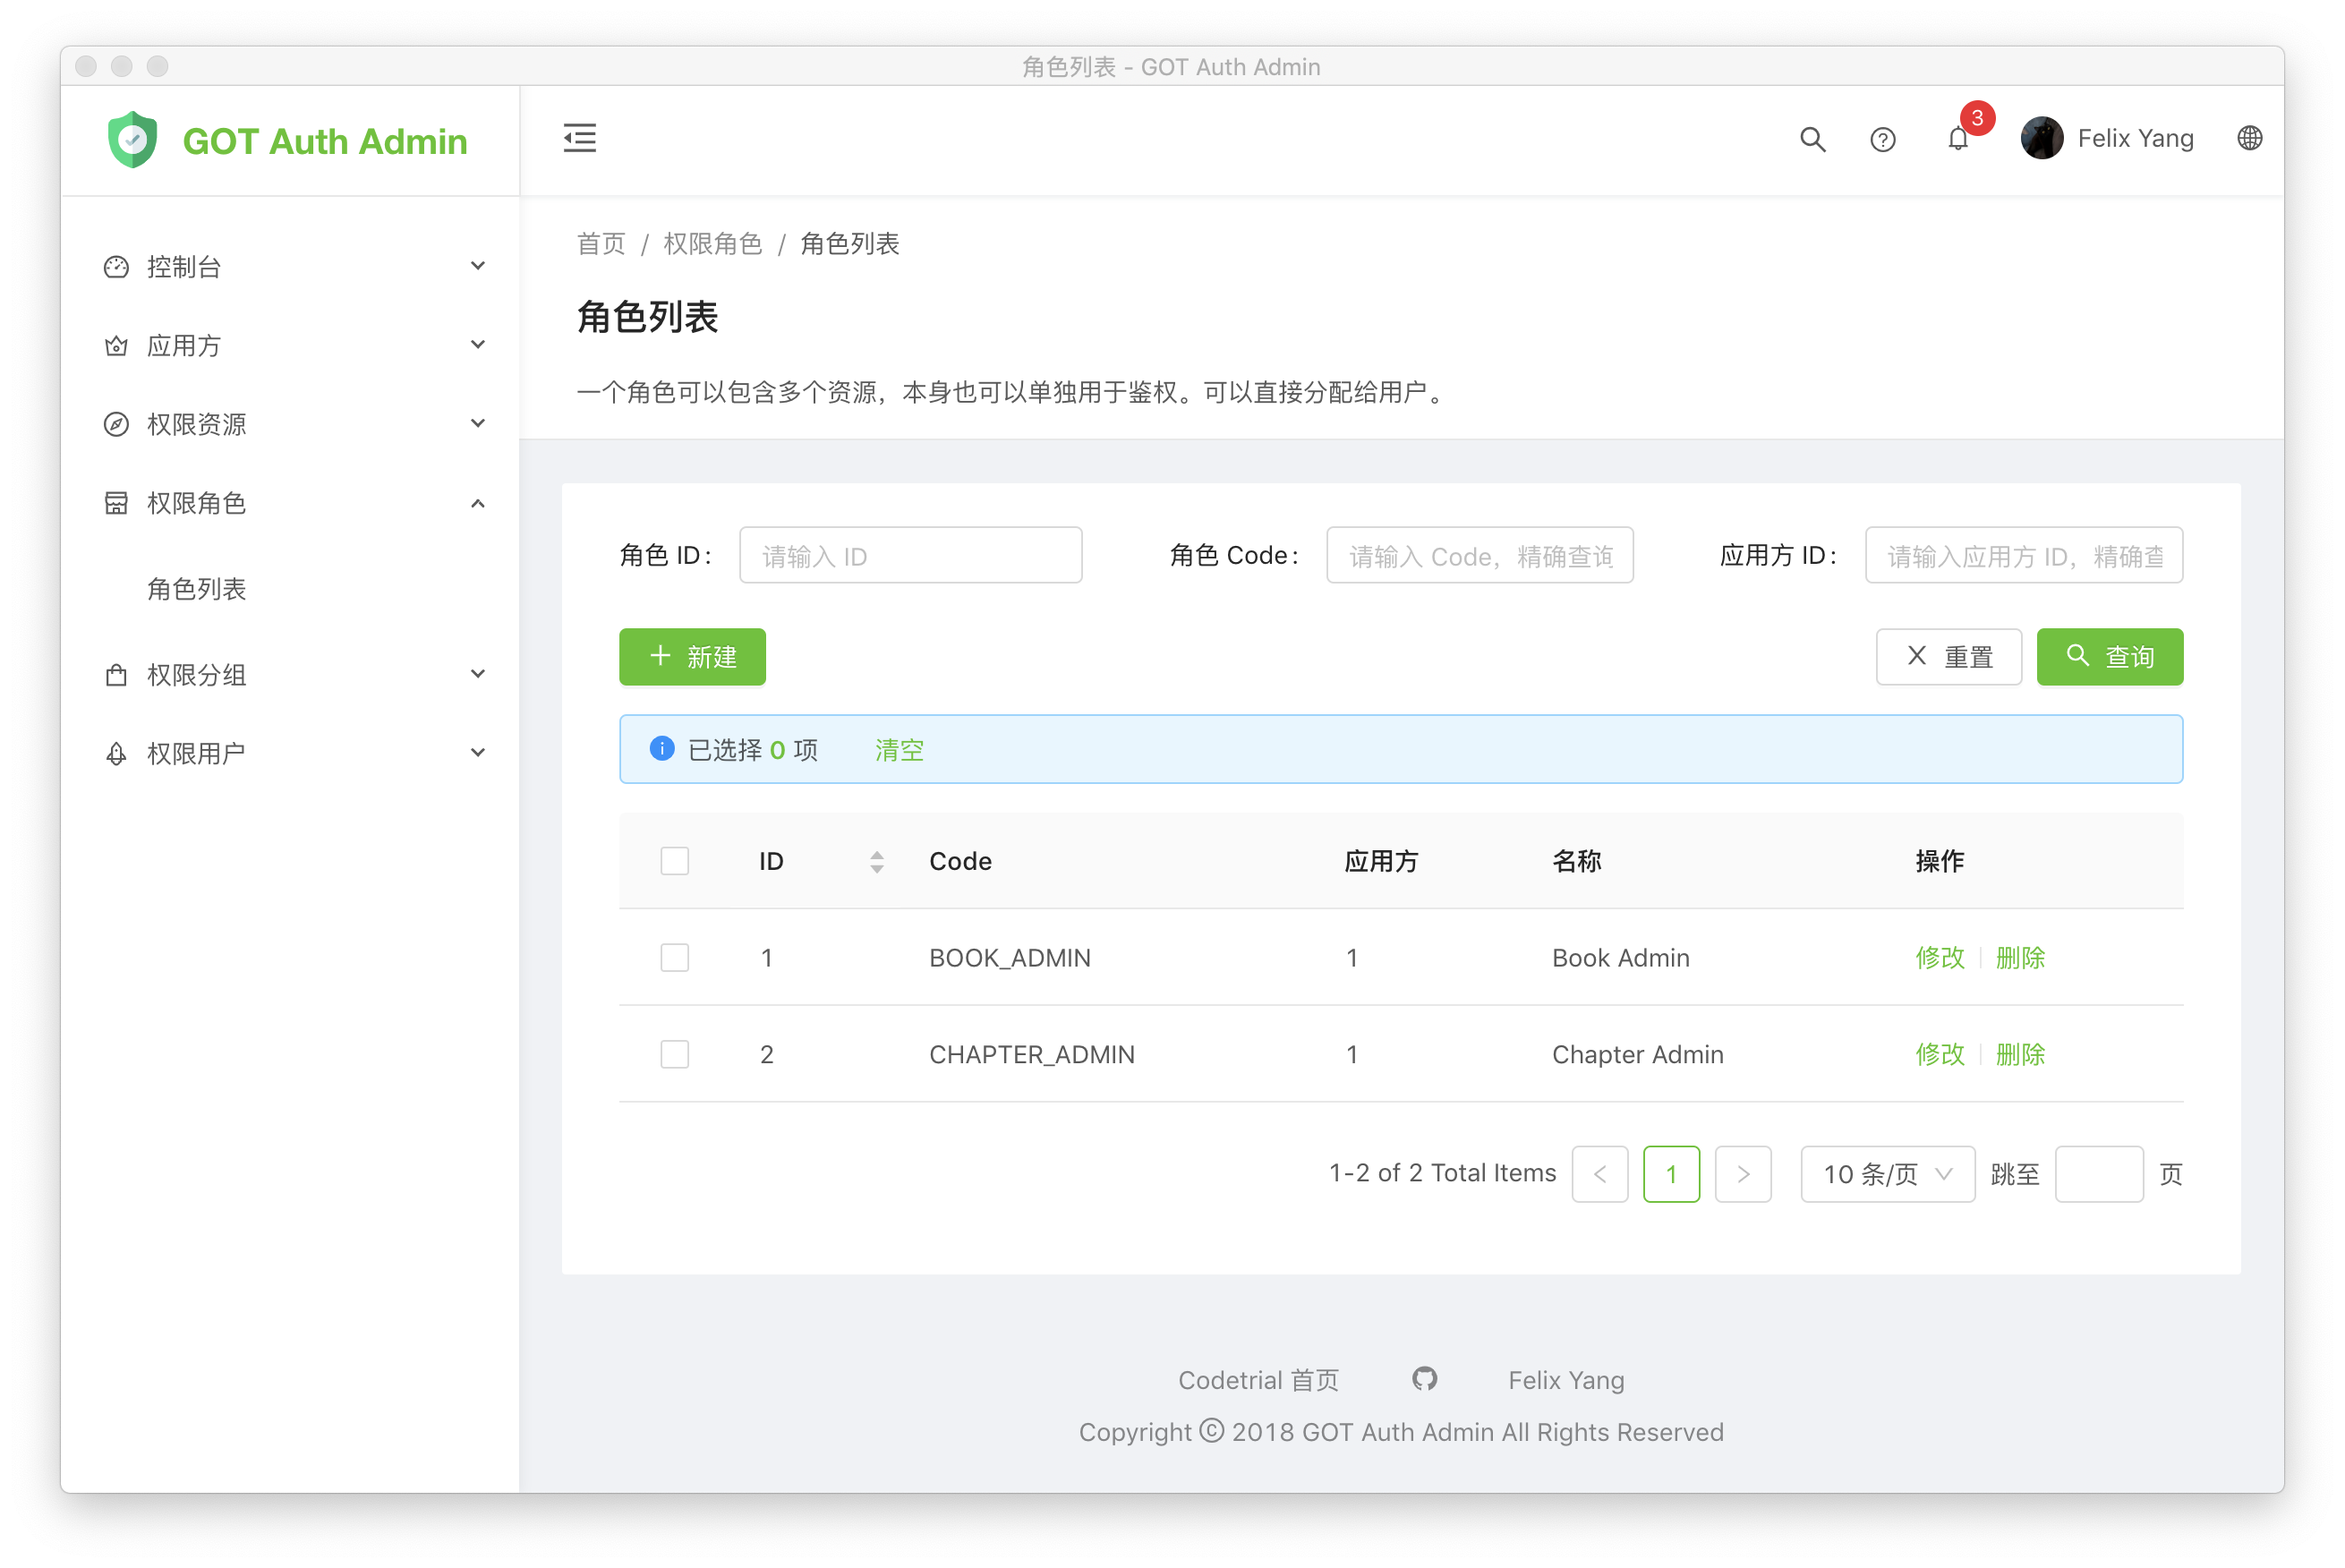 角色列表 - GOT Auth Admin
GOT Auth Admin
3
Felix Yang
控制台
应用方
权限资源
权限角色
角色列表
权限分组
权限用户
首页 / 权限角色 / 角色列表
角色列表
一个角色可以包含多个资源，本身也可以单独用于鉴权。可以直接分配给用户。
角色 ID： 请输入 ID 角色 Code： 请输入 Code，精确查询 应用方 ID： 请输入应用方 ID，精确查
新建 重置 查询
已选择 0 项 清空
ID Code 应用方 名称 操作
1 BOOK_ADMIN 1 Book Admin 修改 删除
2 CHAPTER_ADMIN 1 Chapter Admin 修改 删除
1-2 of 2 Total Items 1 10 条/页 跳至 页
Codetrial 首页 Felix Yang
Copyright © 2018 GOT Auth Admin All Rights Reserved